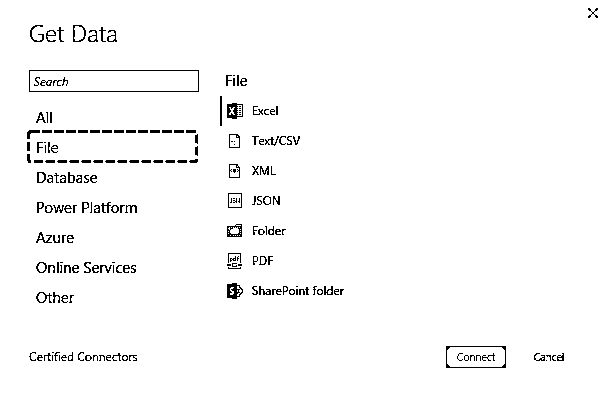 Get Data
Search
All
File
Database
Power Platform
Azure
Online Services
Other
File
Excel
Text/CSV
XML
JSON
Folder
PDF
SharePoint folder
Certified Connectors
Connect
Cancel